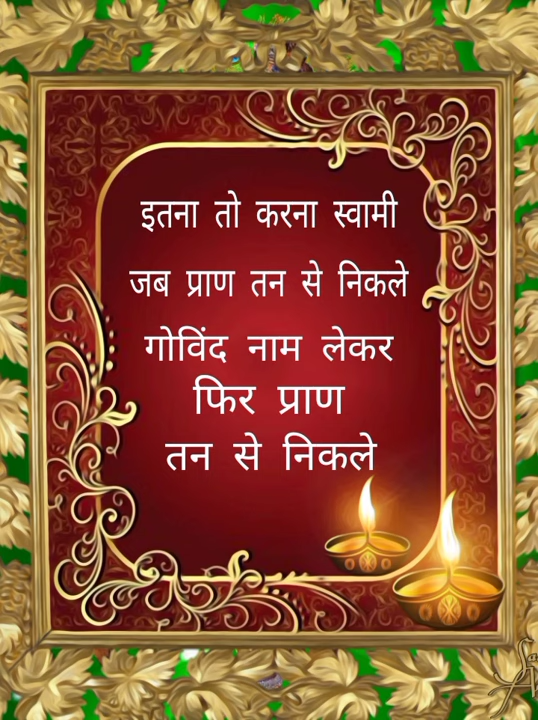 इतना तो करना स्वामी
जब प्राण तन से निकले
गोविंद नाम लेकर
फिर प्राण
तन से निकले